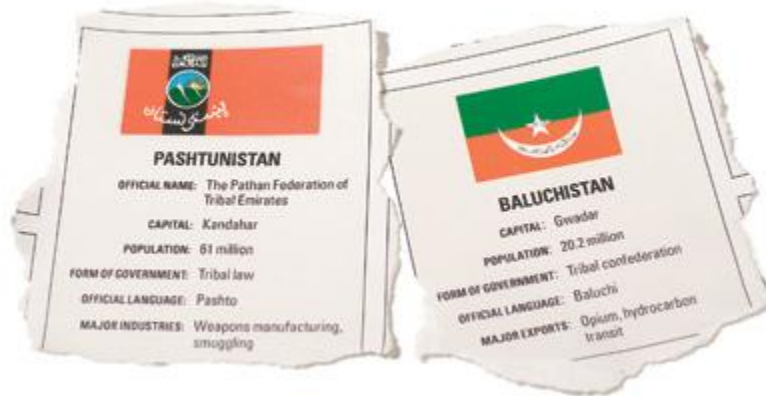 پښتونستان
PASHTUNISTAN
OFFICIAL NAME: The Pathan Federation of
Tribal Emirates
CAPITAL: Kandahar
POPULATION: 61 million
FORM OF GOVERNMENT: Tribal law
OFFICIAL LANGUAGE: Pashto
MAJOR INDUSTRIES: Weapons manufacturing,
smuggling
BALUCHISTAN
CAPITAL: Gwadar
POPULATION: 20.2 million
FORM OF GOVERNMENT: Tribal confederation
OFFICIAL LANGUAGE: Baluchi
MAJOR EXPORTS: Opium, hydrocarbon
transit